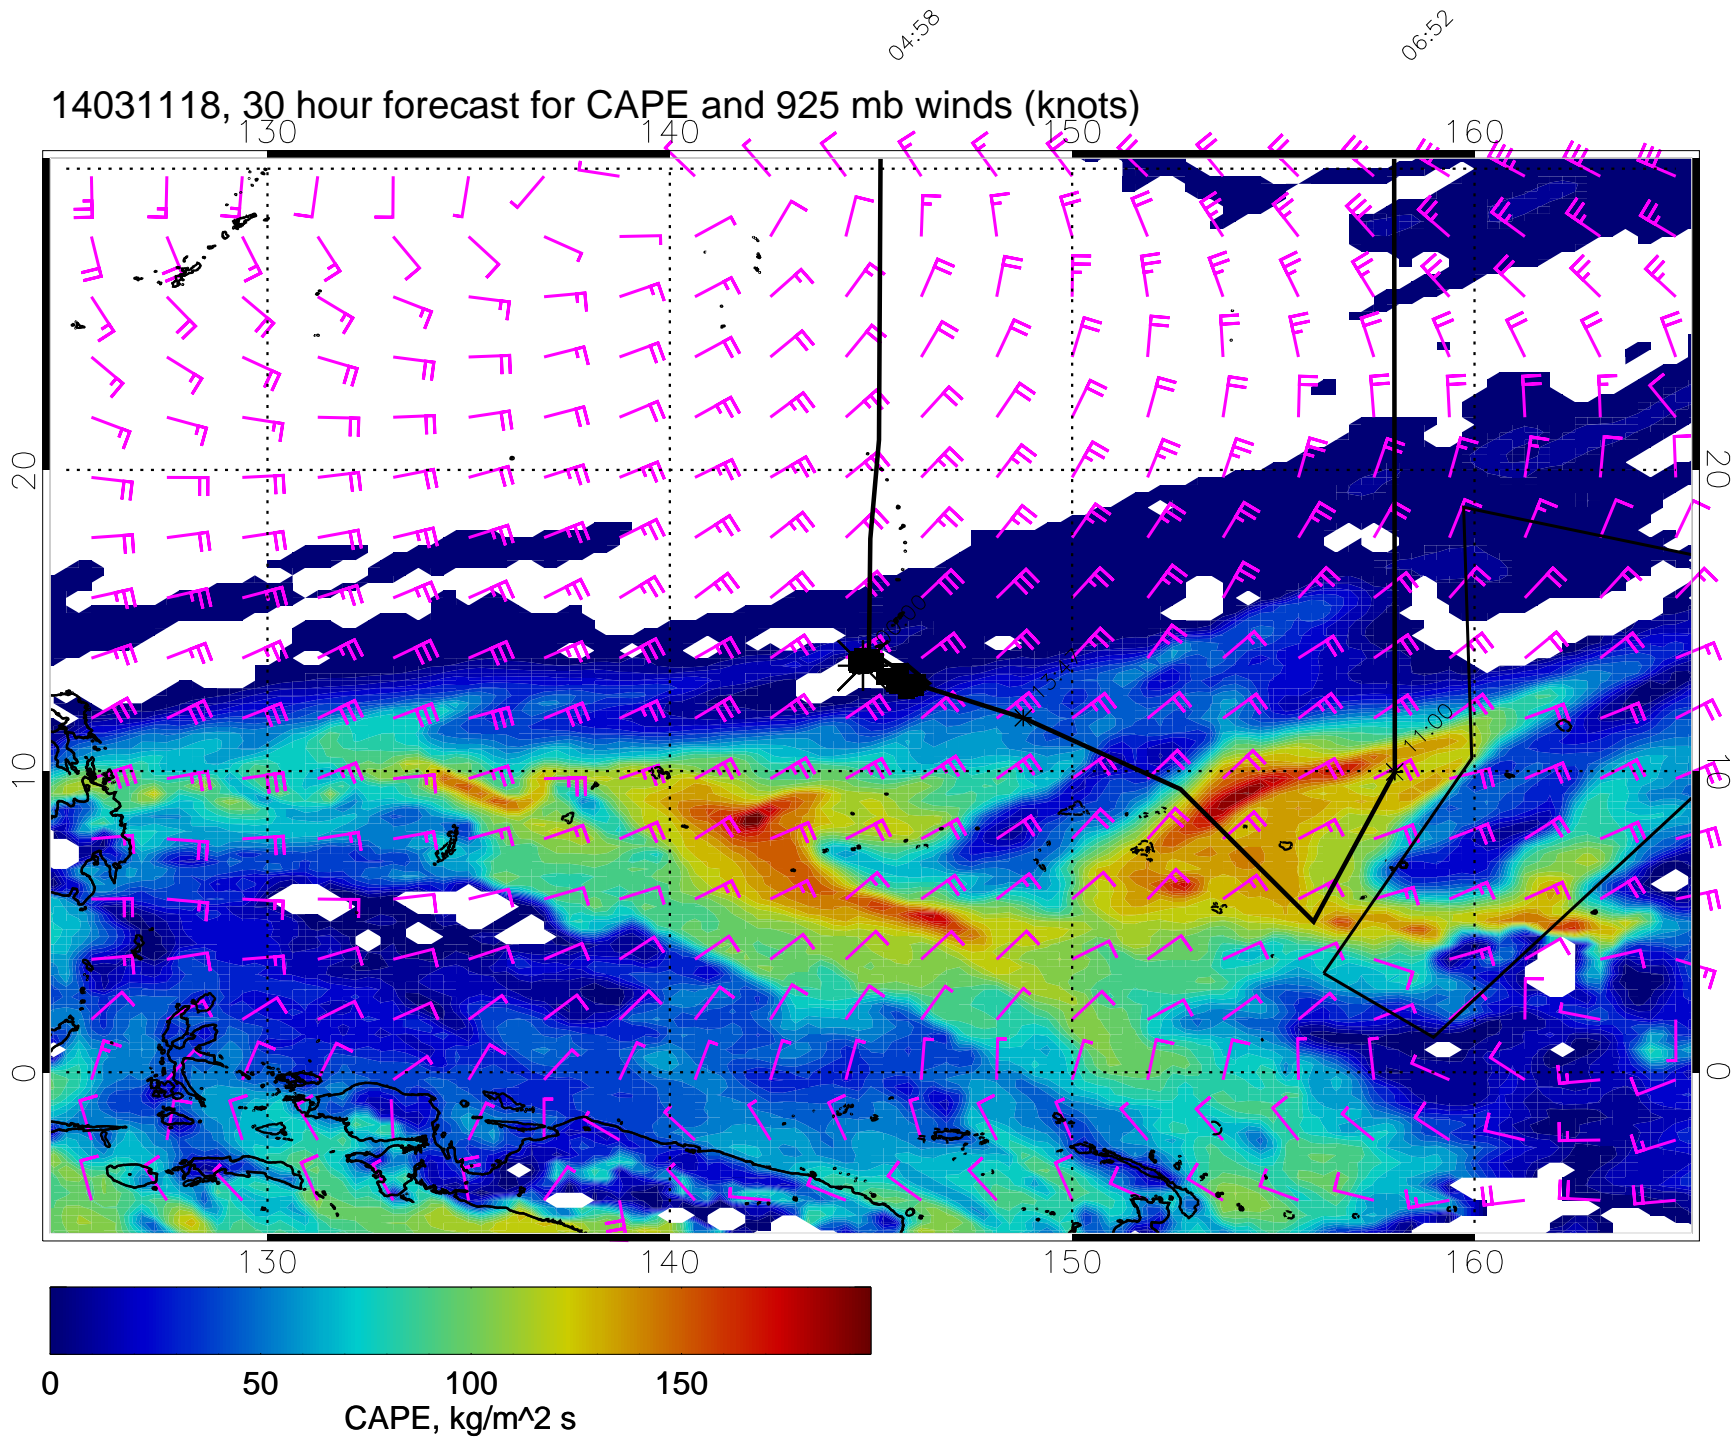 04:58 06:52
14031118, 30 hour forecast for CAPE and 925 mb winds (knots)
130 140 150 160
20 20
11:00
10 10
0 0
130 140 150 160
0 50 100 150
CAPE, kg/m^2 s